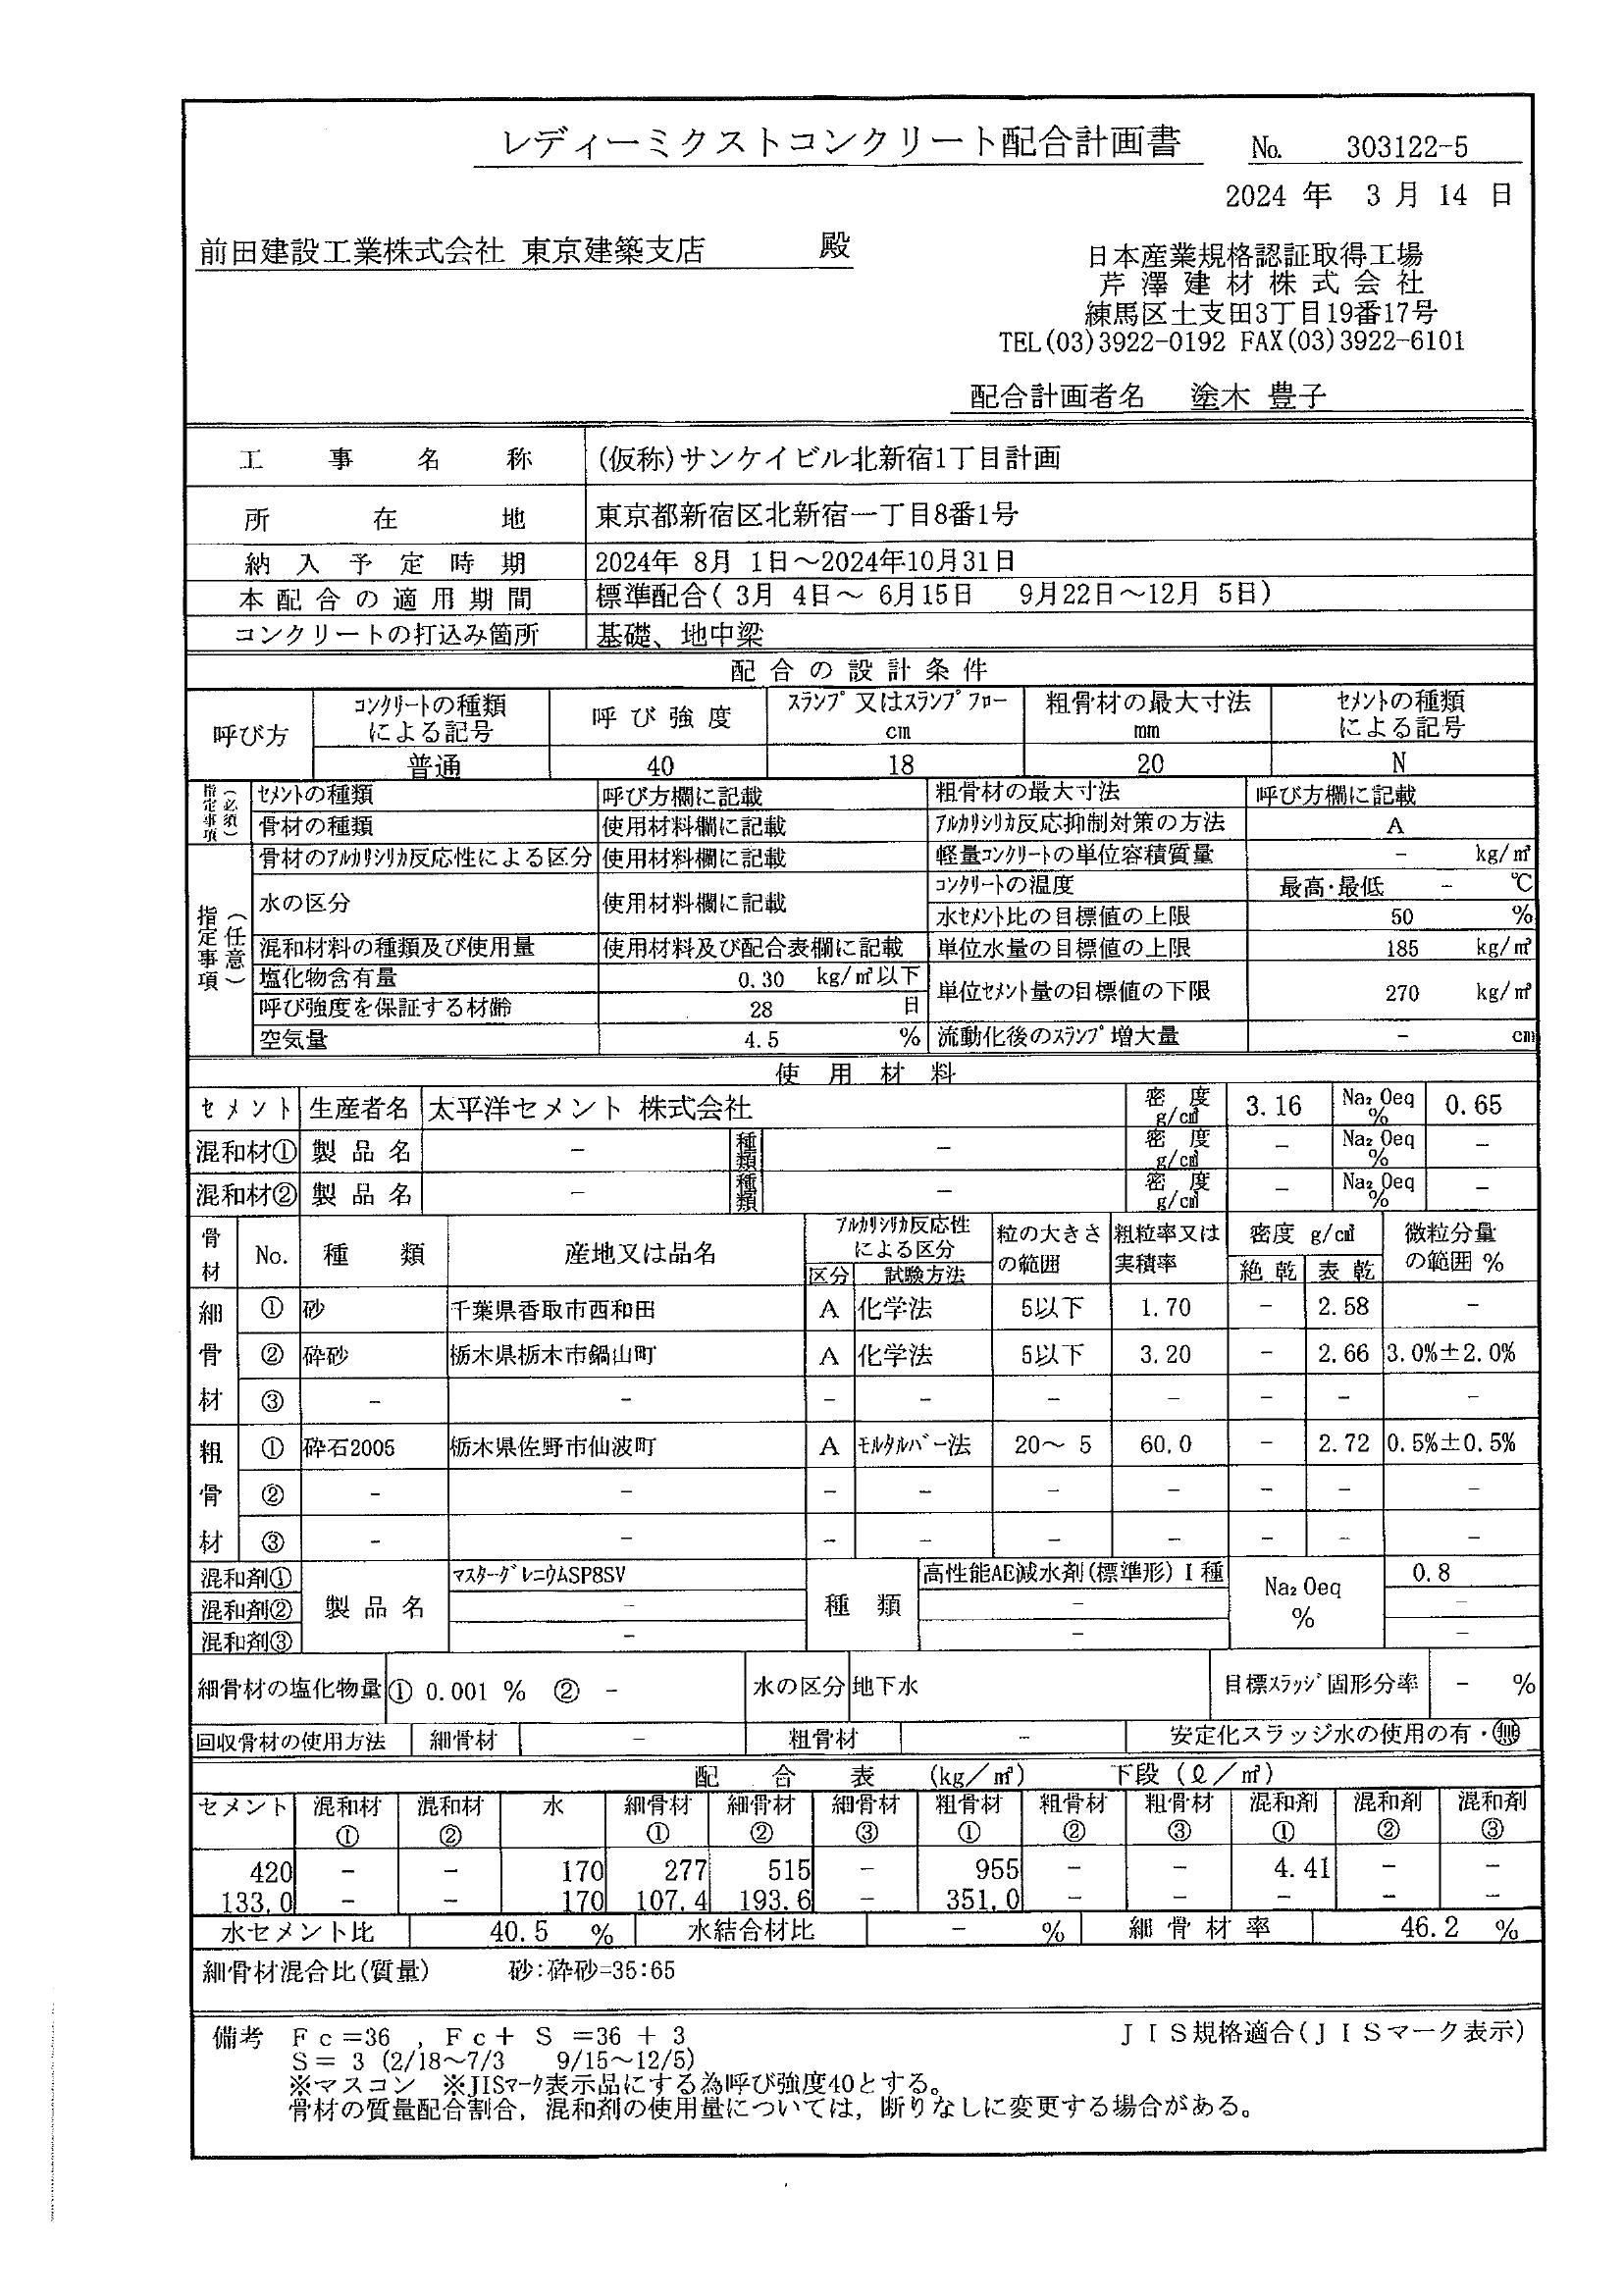 レディーミクストコンクリート配合計画書 No. 303122-5
2024 年 3 月 14 日
前田建設工業株式会社 東京建築支店 殿
日本産業規格認証取得工場
芹澤建材株式会社
練馬区土支田3丁目19番17号
TEL(03)3922-0192 FAX(03)3922-6101
配合計画者名 塗木 豊子
工事名称 (仮称)サンケイビル北新宿1丁目計画
所在地 東京都新宿区北新宿一丁目8番1号
納入予定時期 2024年 8月 1日～2024年10月31日
本配合の適用期間 標準配合( 3月 4日～ 6月15日 9月22日～12月 5日)
コンクリートの打込み箇所 基礎、地中梁
配合の設計条件
呼び方 コンクリートの種類による記号 呼び強度 スランプ又はスランプフロー cm 粗骨材の最大寸法 mm セメントの種類による記号
普通 40 18 20 N
指定事項(必須) セメントの種類 呼び方欄に記載 粗骨材の最大寸法 呼び方欄に記載
骨材の種類 使用材料欄に記載 アルカリシリカ反応抑制対策の方法 A
指定事項(任意) 骨材のアルカリシリカ反応性による区分 使用材料欄に記載 軽量コンクリートの単位容積質量 - kg/㎥
水の区分 使用材料欄に記載 コンクリートの温度 最高・最低 - ℃
水セメント比の目標値の上限 50 %
混和材料の種類及び使用量 使用材料及び配合表欄に記載 単位水量の目標値の上限 185 kg/㎥
塩化物含有量 0.30 kg/㎥以下 単位セメント量の目標値の下限 270 kg/㎥
呼び強度を保証する材齢 28 日
空気量 4.5 % 流動化後のスランプ増大量 - cm
使用材料
セメント 生産者名 太平洋セメント 株式会社 密度 g/c㎥ 3.16 Na₂Oeq % 0.65
混和材① 製品名 - 種類 - 密度 g/c㎥ - Na₂Oeq % -
混和材② 製品名 - 種類 - 密度 g/c㎥ - Na₂Oeq % -
骨材 No. 種類 産地又は品名 アルカリシリカ反応性による区分 区分 試験方法 粒の大きさの範囲 粗粒率又は実積率 密度 g/c㎥ 絶乾 表乾 微粒分量の範囲 %
細骨材 ① 砂 千葉県香取市西和田 A 化学法 5以下 1.70 - 2.58 -
② 砕砂 栃木県栃木市鍋山町 A 化学法 5以下 3.20 - 2.66 3.0%±2.0%
③ - - - - - - - - -
粗骨材 ① 砕石2005 栃木県佐野市仙波町 A モルタルバー法 20～ 5 60.0 - 2.72 0.5%±0.5%
② - - - - - - - - -
③ - - - - - - - - -
混和剤① 製品名 マスターグレニウムSP8SV 種類 高性能AE減水剤(標準形)Ⅰ種 Na₂Oeq % 0.8
混和剤② - - -
混和剤③ - - -
細骨材の塩化物量 ① 0.001 % ② - 水の区分 地下水 目標スラッジ固形分率 - %
回収骨材の使用方法 細骨材 - 粗骨材 - 安定化スラッジ水の使用の有・無
配合表 (kg/㎥) 下段(ℓ/㎥)
セメント 混和材① 混和材② 水 細骨材① 細骨材② 細骨材③ 粗骨材① 粗骨材② 粗骨材③ 混和剤① 混和剤② 混和剤③
420 - - 170 277 515 - 955 - - 4.41 - -
133.0 - - 170 107.4 193.6 - 351.0 - - - - -
水セメント比 40.5 % 水結合材比 - % 細骨材率 46.2 %
細骨材混合比(質量) 砂:砕砂=35:65
備考 Fc=36 , Fc+ S =36 + 3 JIS規格適合(JISマーク表示)
S= 3 (2/18～7/3 9/15～12/5)
※マスコン ※JISマーク表示品にする為呼び強度40とする。
骨材の質量配合割合, 混和剤の使用量については, 断りなしに変更する場合がある。